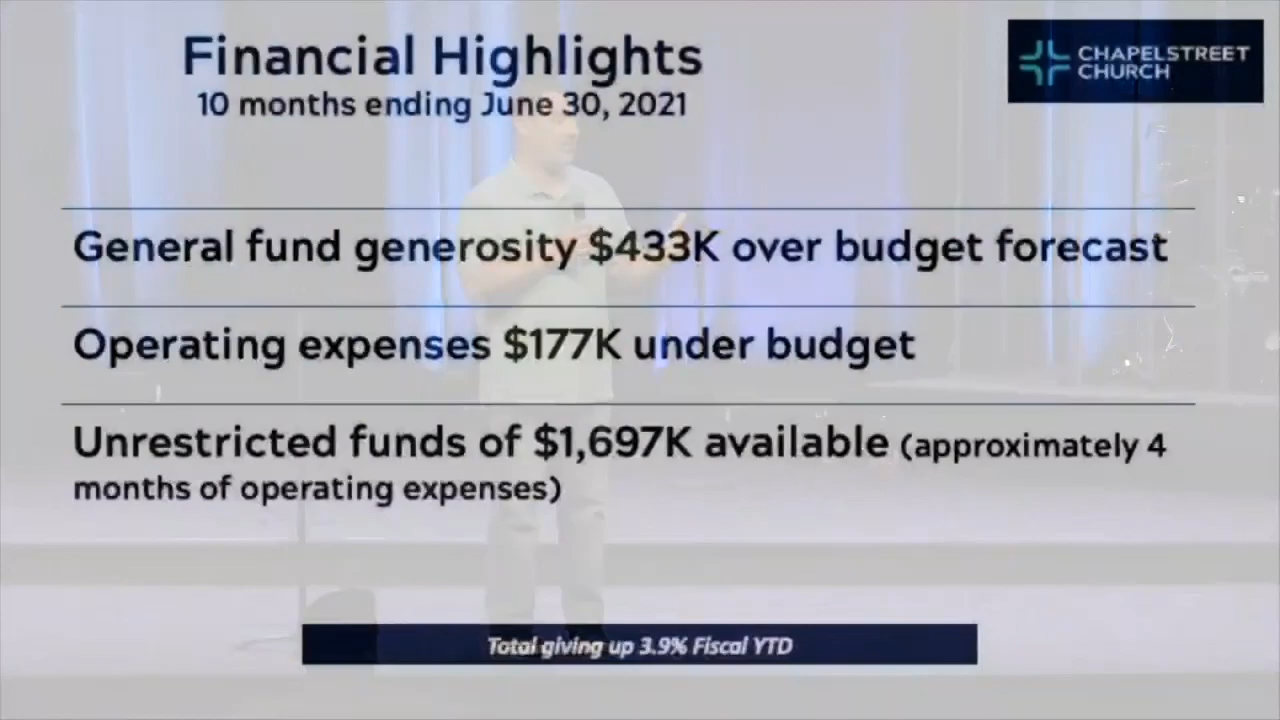 Financial Highlights
10 months ending June 30, 2021
CHAPELSTREET
CHURCH
General fund generosity $433K over budget forecast
Operating expenses $177K under budget
Unrestricted funds of $1,697K available (approximately 4
months of operating expenses)
Total giving up 3.9% Fiscal YTD